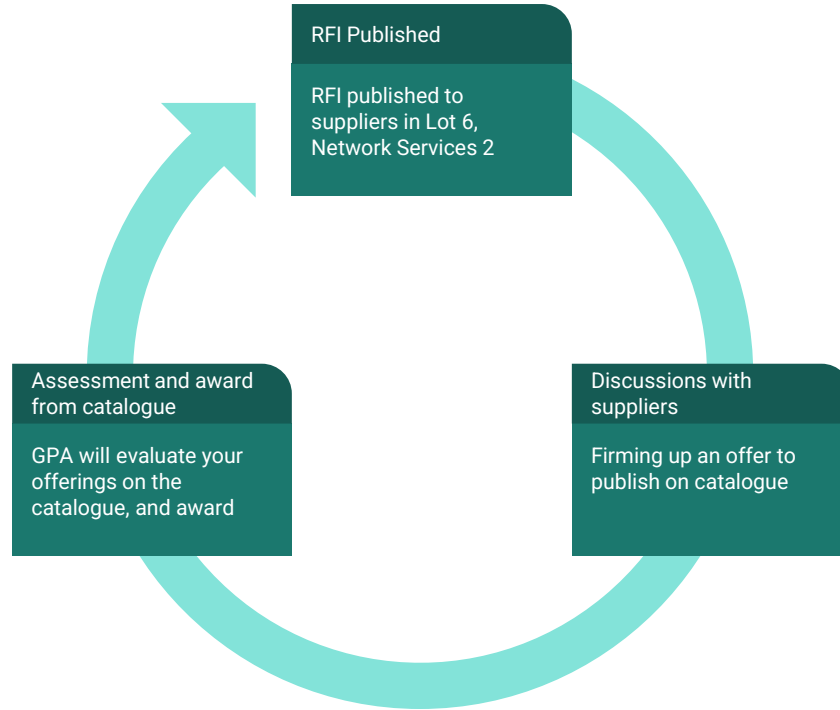 RFI Published
RFI published to
suppliers in Lot 6,
Network Services 2
Discussions with
suppliers
Firming up an offer to
publish on catalogue
Assessment and award
from catalogue
GPA will evaluate your
offerings on the
catalogue, and award